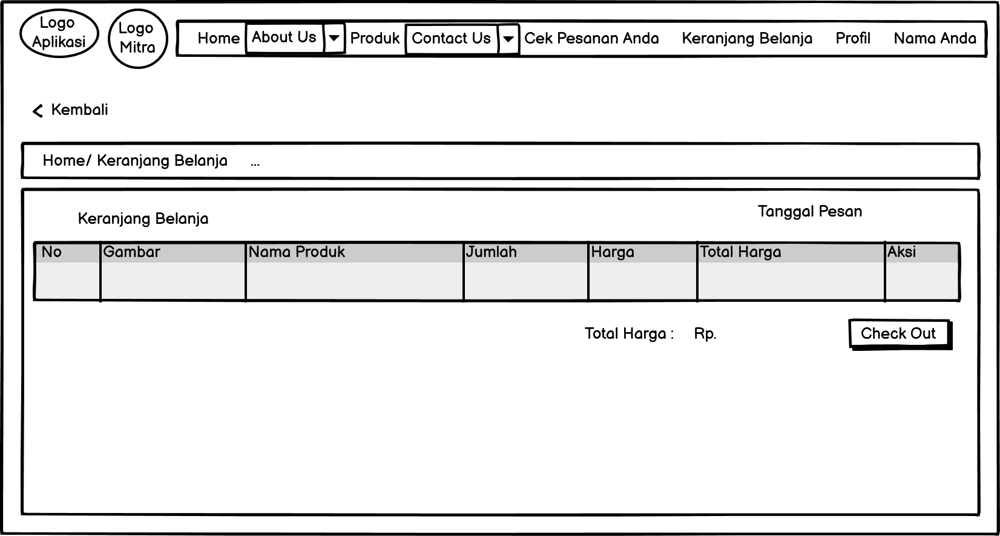 Logo
Aplikasi
Logo
Mitra
Home About Us Produk Contact Us Cek Pesanan Anda Keranjang Belanja Profil Nama Anda
Kembali
Home/ Keranjang Belanja ...
Keranjang Belanja
Tanggal Pesan
No Gambar Nama Produk Jumlah Harga Total Harga Aksi
Total Harga : Rp. Check Out